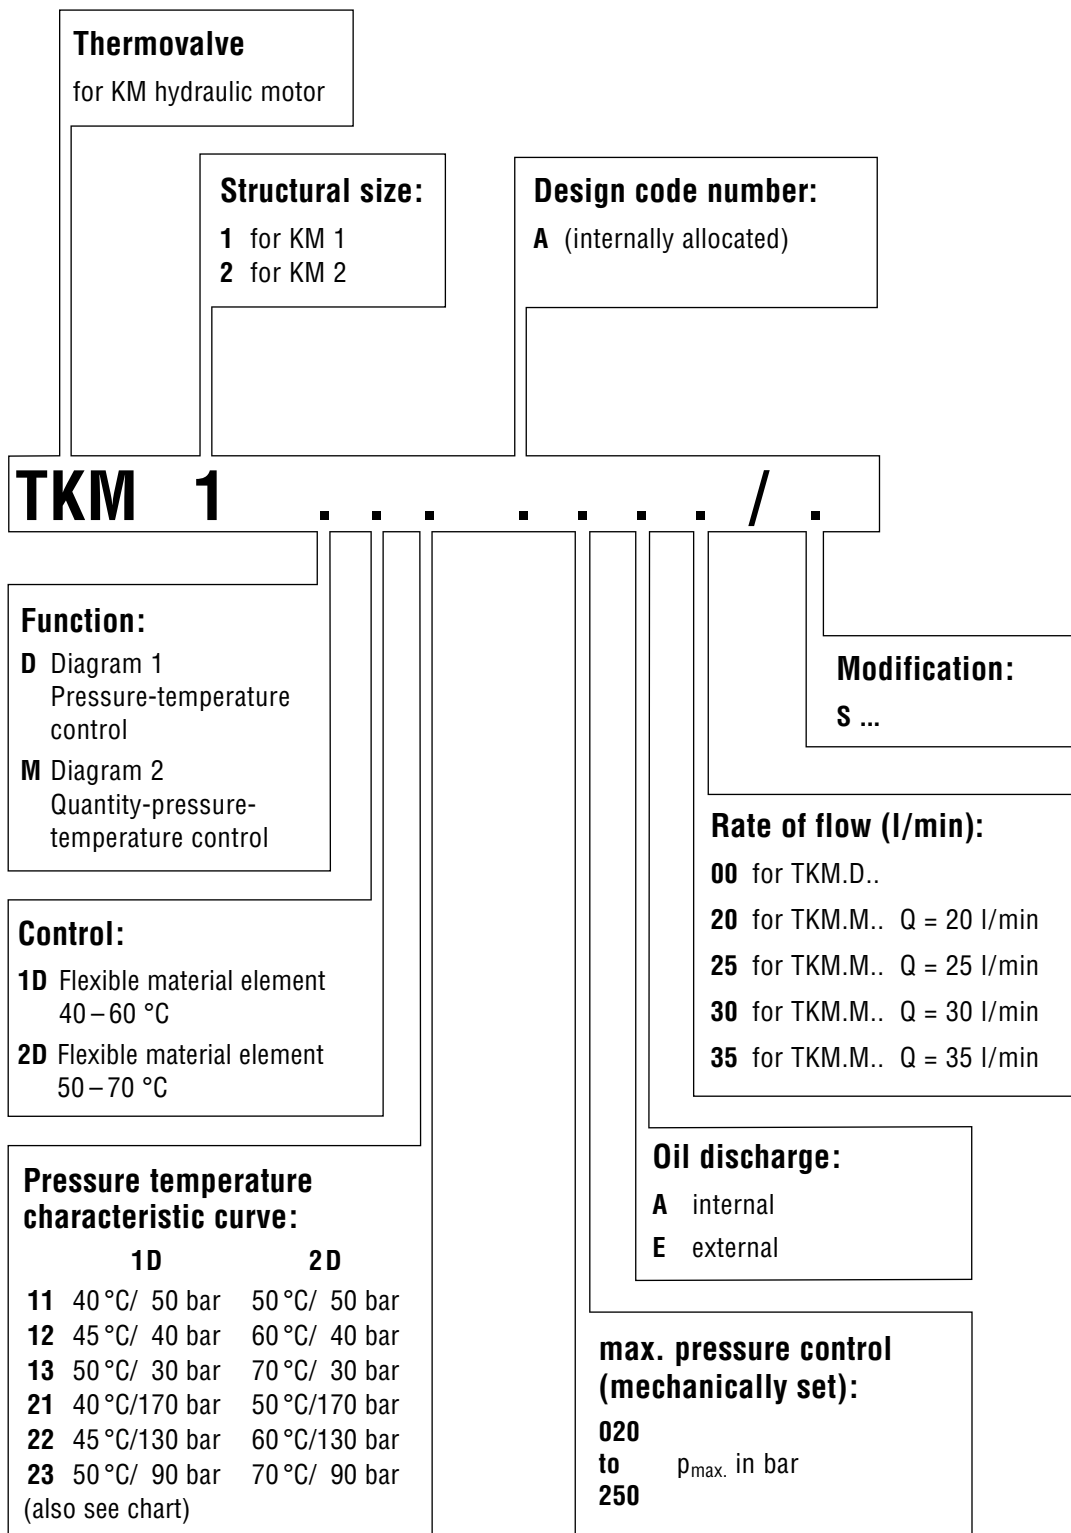 Thermovalve
for KM hydraulic motor
Structural size:
1 for KM 1
2 for KM 2
Design code number:
A (internally allocated)
TKM 1 . . . . . . . / .
Function:
D Diagram 1
Pressure-temperature
control
M Diagram 2
Quantity-pressure-
temperature control
Modification:
S ...
Rate of flow (l/min):
00 for TKM.D..
20 for TKM.M.. Q = 20 l/min
25 for TKM.M.. Q = 25 l/min
30 for TKM.M.. Q = 30 l/min
35 for TKM.M.. Q = 35 l/min
Control:
1D Flexible material element
40 – 60 °C
2D Flexible material element
50 – 70 °C
Oil discharge:
A internal
E external
Pressure temperature
characteristic curve:
1D 2D
11 40 °C/ 50 bar 50 °C/ 50 bar
12 45 °C/ 40 bar 60 °C/ 40 bar
13 50 °C/ 30 bar 70 °C/ 30 bar
21 40 °C/170 bar 50 °C/170 bar
22 45 °C/130 bar 60 °C/130 bar
23 50 °C/ 90 bar 70 °C/ 90 bar
(also see chart)
max. pressure control
(mechanically set):
020
to pmax. in bar
250